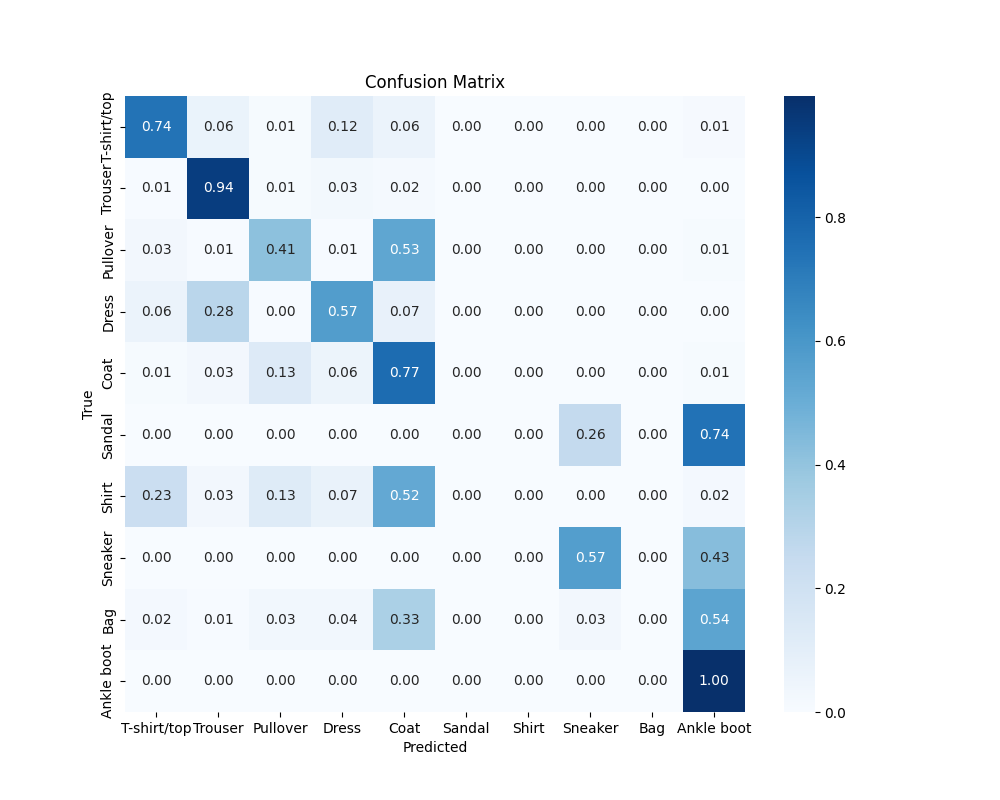 Confusion Matrix
T-shirt/top 0.74 0.06 0.01 0.12 0.06 0.00 0.00 0.00 0.00 0.01
Trouser 0.01 0.94 0.01 0.03 0.02 0.00 0.00 0.00 0.00 0.00
Pullover 0.03 0.01 0.41 0.01 0.53 0.00 0.00 0.00 0.00 0.01
Dress 0.06 0.28 0.00 0.57 0.07 0.00 0.00 0.00 0.00 0.00
Coat 0.01 0.03 0.13 0.06 0.77 0.00 0.00 0.00 0.00 0.01
Sandal 0.00 0.00 0.00 0.00 0.00 0.00 0.00 0.26 0.00 0.74
Shirt 0.23 0.03 0.13 0.07 0.52 0.00 0.00 0.00 0.00 0.02
Sneaker 0.00 0.00 0.00 0.00 0.00 0.00 0.00 0.57 0.00 0.43
Bag 0.02 0.01 0.03 0.04 0.33 0.00 0.00 0.03 0.00 0.54
Ankle boot 0.00 0.00 0.00 0.00 0.00 0.00 0.00 0.00 0.00 1.00
T-shirt/top Trouser Pullover Dress Coat Sandal Shirt Sneaker Bag Ankle boot
Predicted
True
0.8
0.6
0.4
0.2
0.0